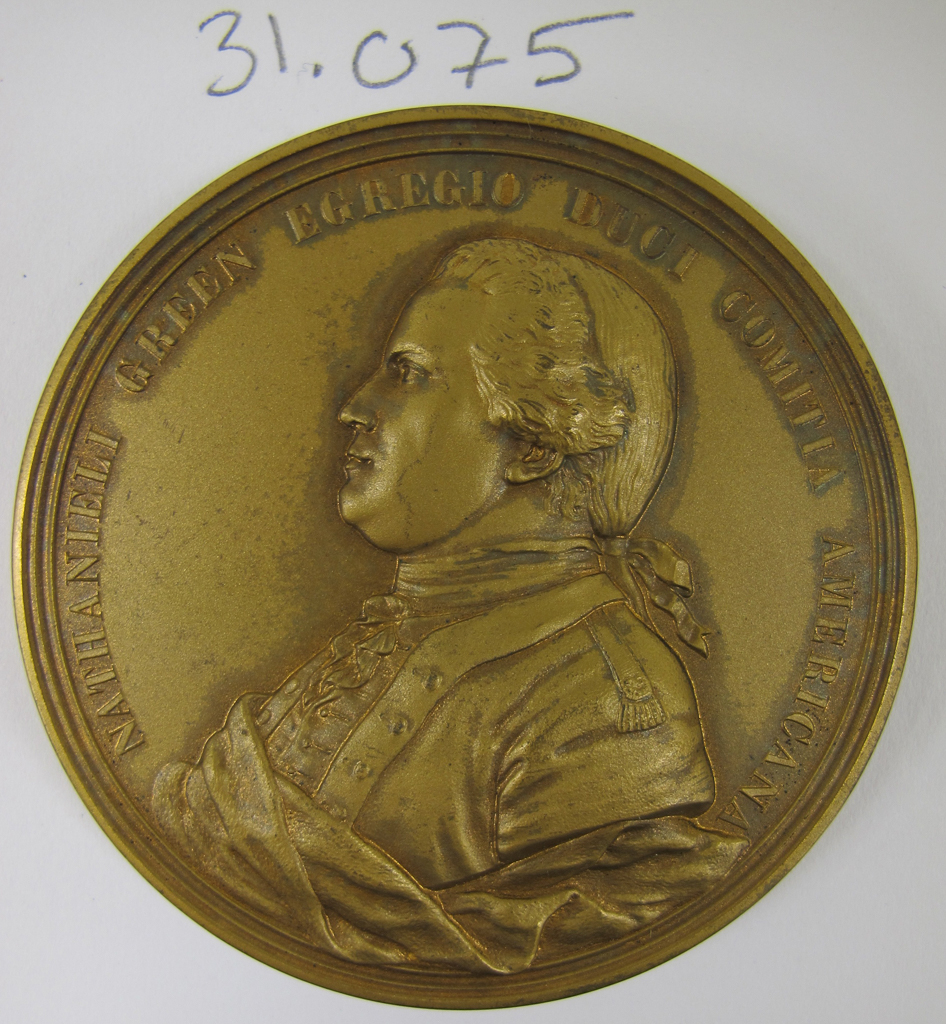 31.075
NATHANIELI GREEN EGREGIO DUCI COMITIA AMERICANA